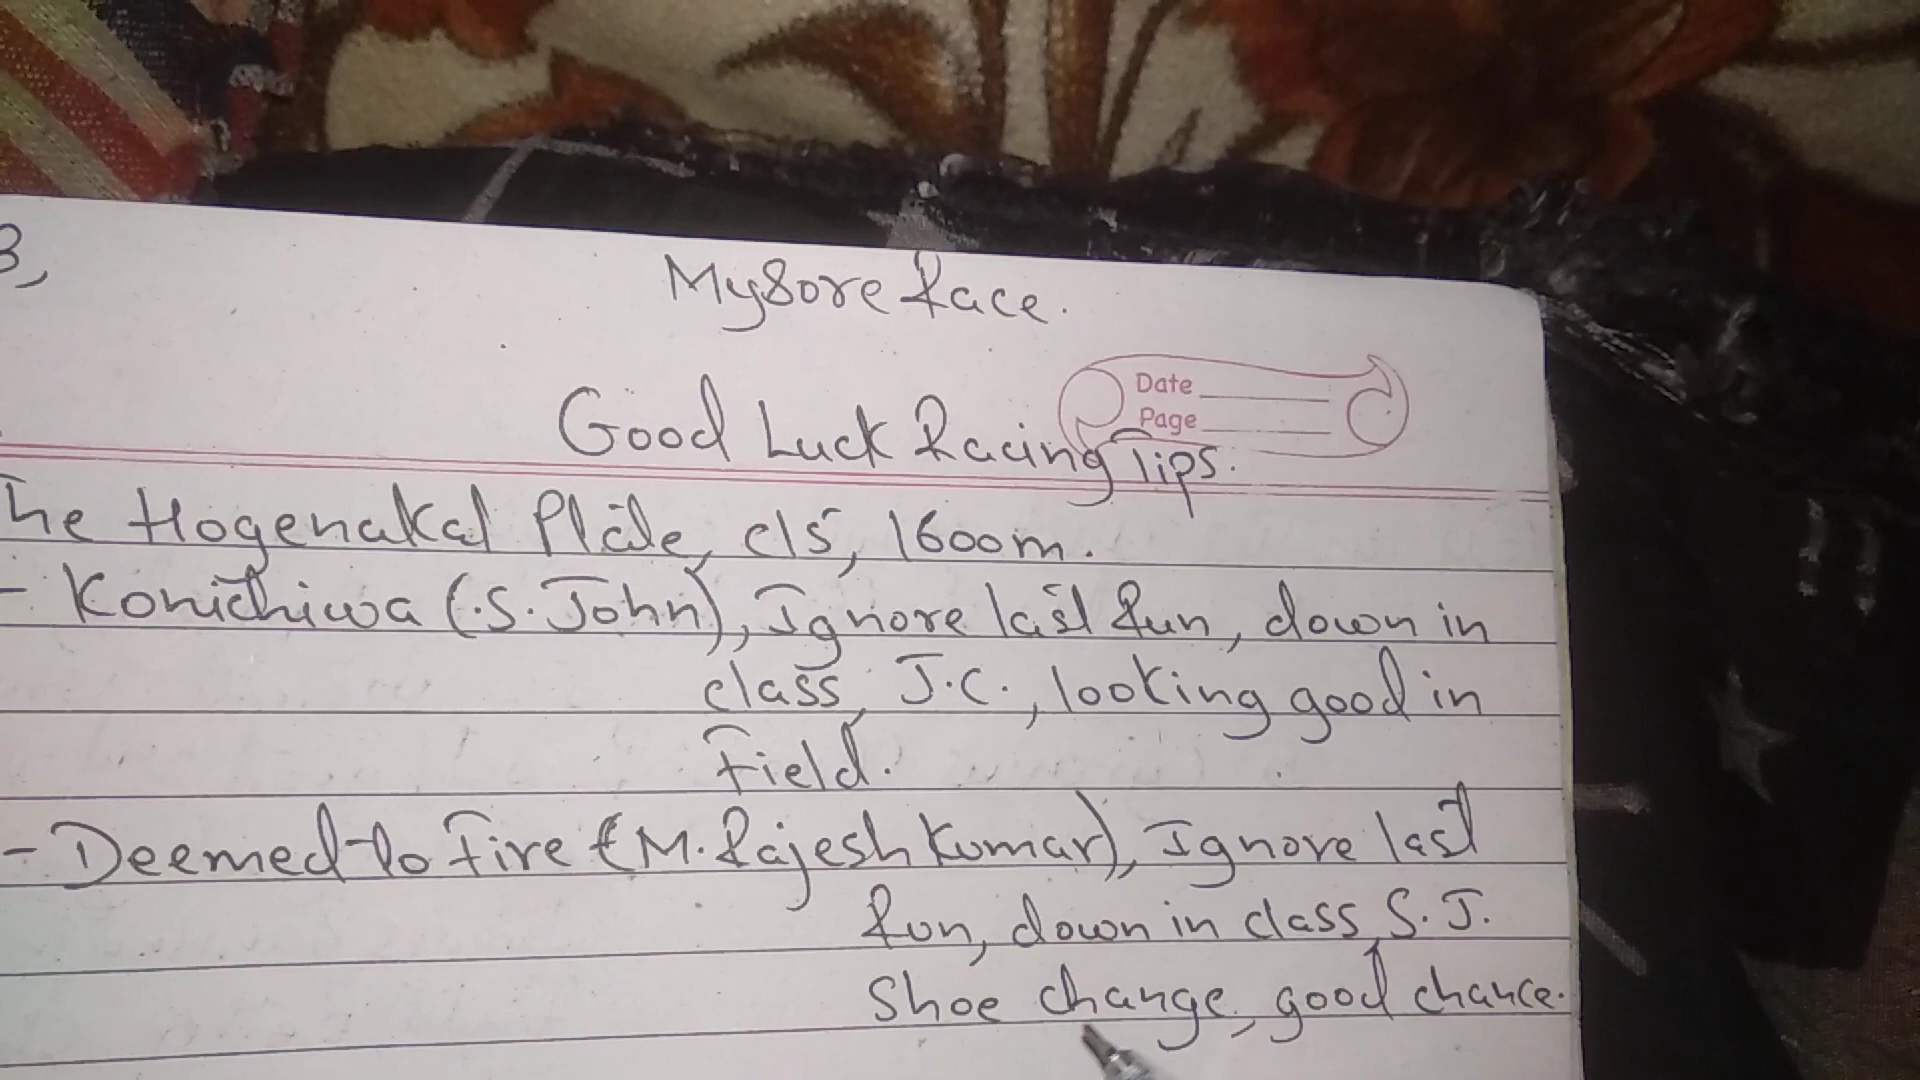 3,
Mysore Race.
Date
Page
Good Luck Racing Tips.
The Hogenakal Plate, cl5, 1600m.
- Konichiwa (S. John), Ignore last Run, down in
class, J.C., looking good in
Field.
- Deemed to Fire (M. Rajesh Kumar), Ignore last
Run, down in class, S.J.
Shoe change, good chance.